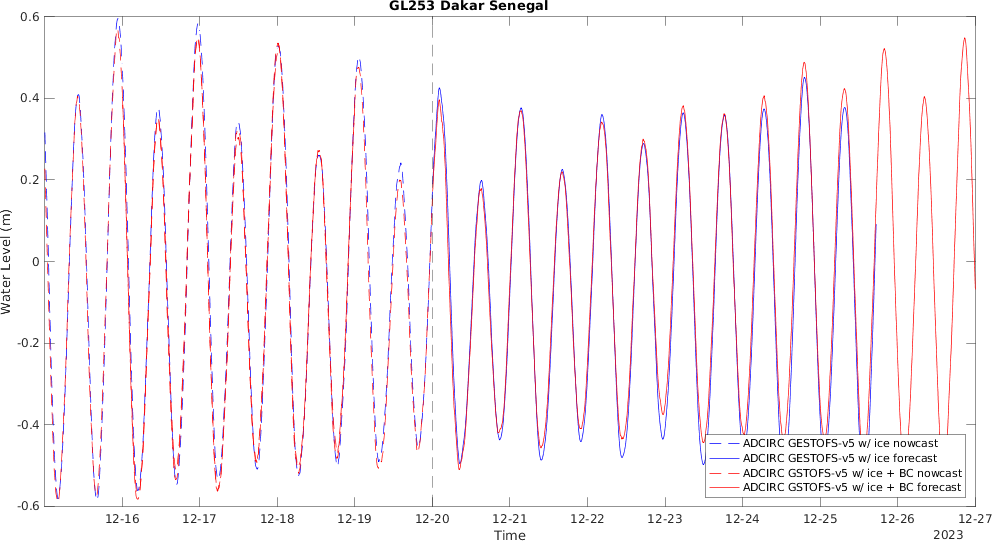 GL253 Dakar Senegal
0.6
0.4
0.2
0
-0.2
-0.4
-0.6
Water Level (m)
ADCIRC GESTOFS-v5 w/ ice nowcast
ADCIRC GESTOFS-v5 w/ ice forecast
ADCIRC GSTOFS-v5 w/ ice + BC nowcast
ADCIRC GSTOFS-v5 w/ ice + BC forecast
12-16 12-17 12-18 12-19 12-20 12-21 12-22 12-23 12-24 12-25 12-26 12-27
Time
2023